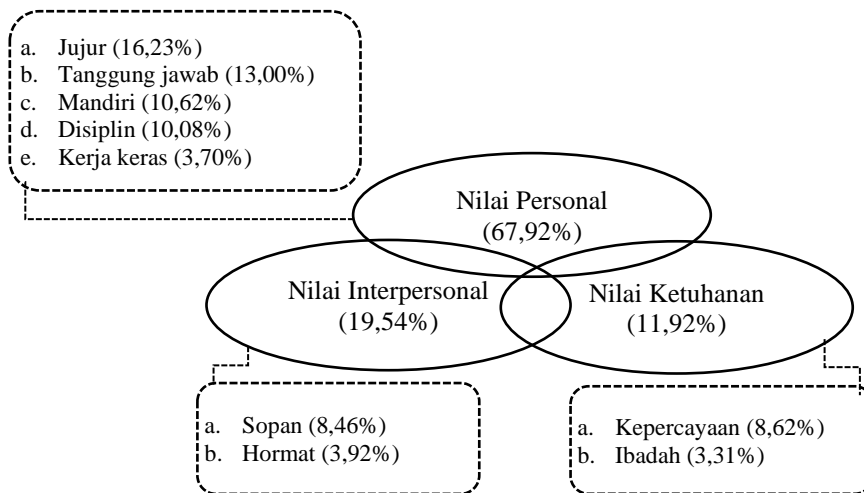 a. Jujur (16,23%)
b. Tanggung jawab (13,00%)
c. Mandiri (10,62%)
d. Disiplin (10,08%)
e. Kerja keras (3,70%)
Nilai Personal
(67,92%)
Nilai Interpersonal
(19,54%)
Nilai Ketuhanan
(11,92%)
a. Sopan (8,46%)
b. Hormat (3,92%)
a. Kepercayaan (8,62%)
b. Ibadah (3,31%)